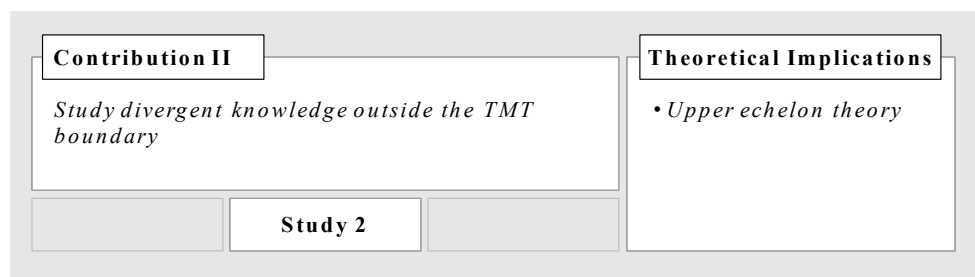 Contribution II
Study divergent knowledge outside the TMT
boundary
Study 2
Theoretical Implications
• Upper echelon theory